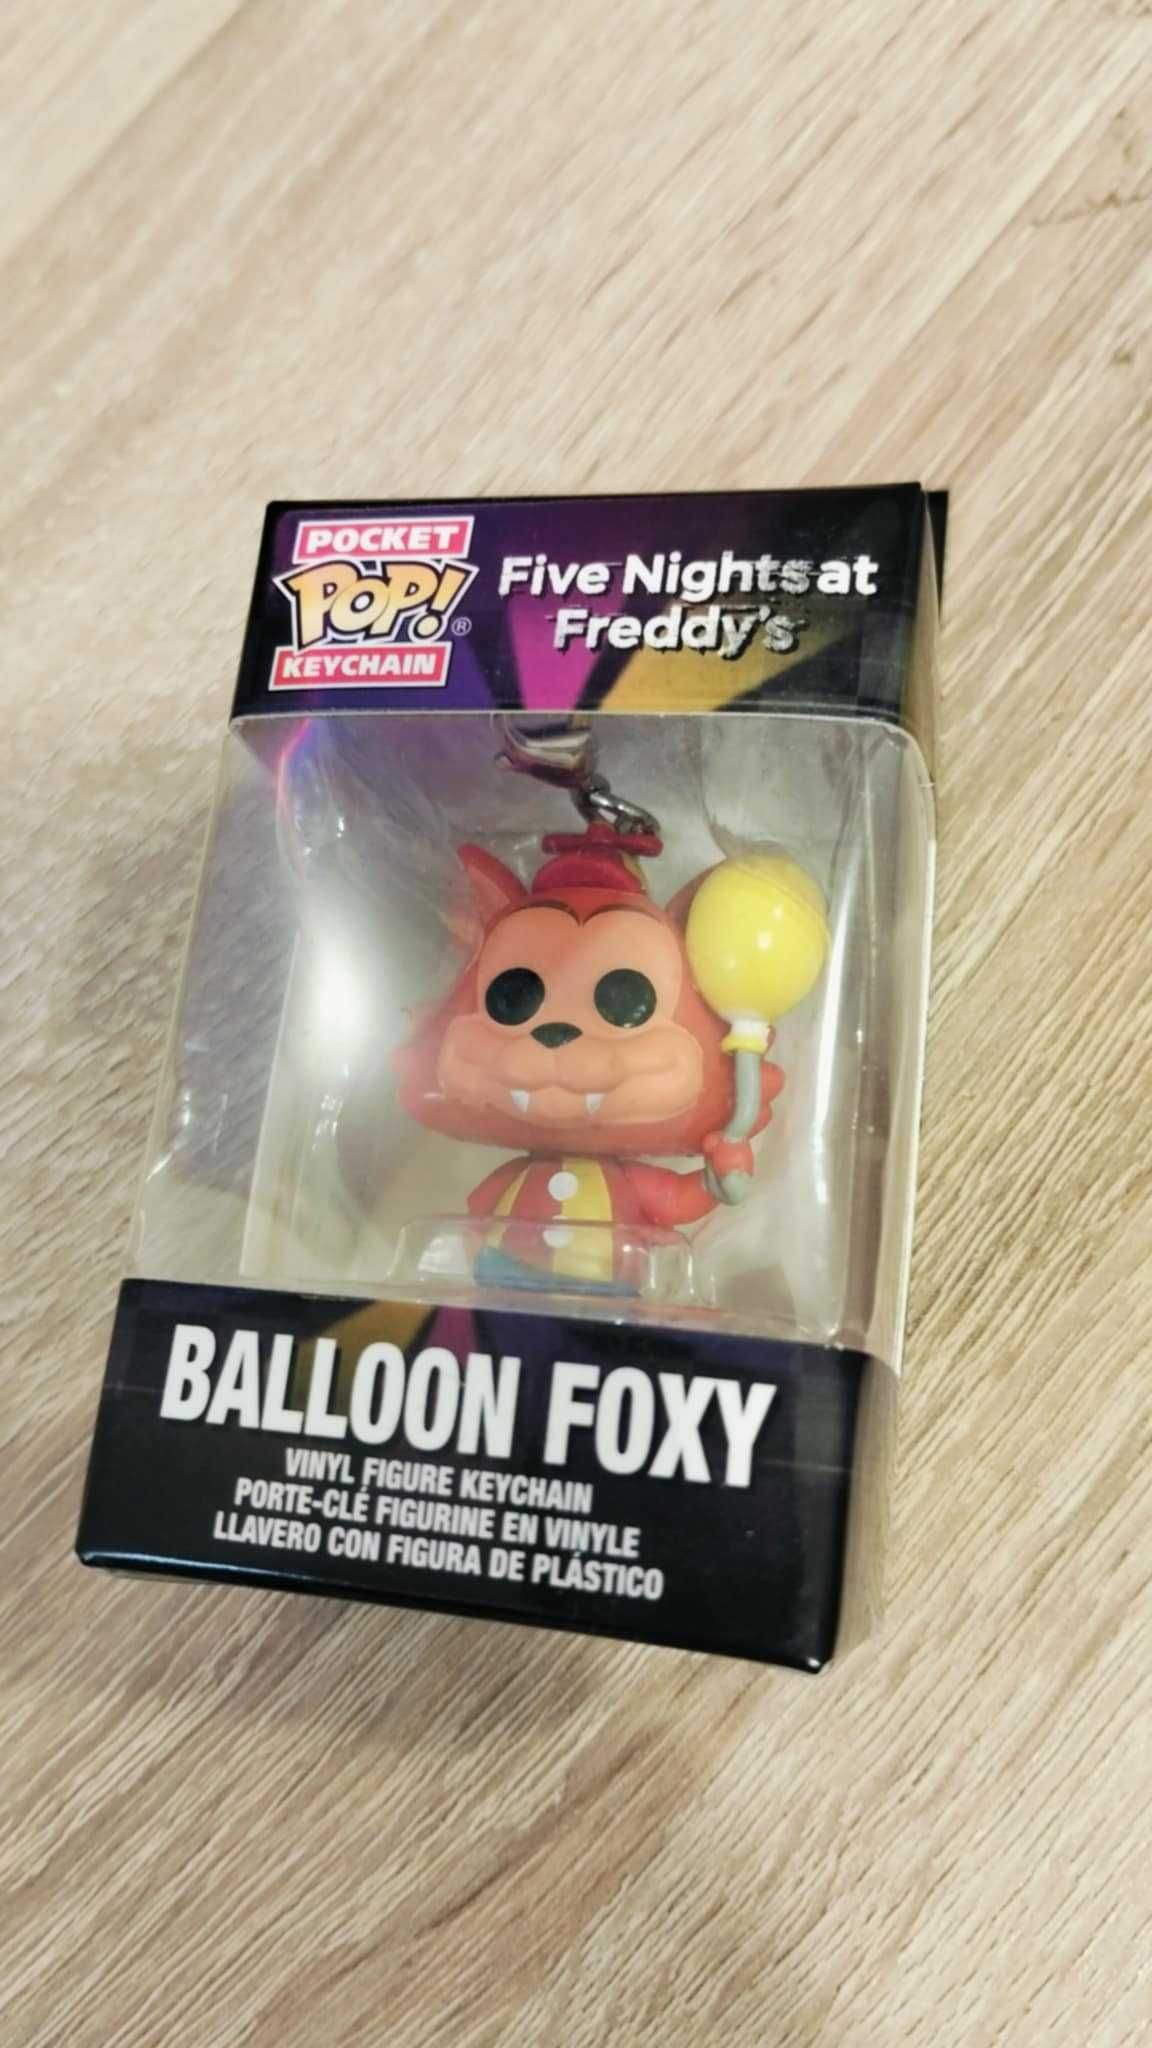 POCKET
POP!®
KEYCHAIN
Five Nights at
Freddy's
BALLOON FOXY
VINYL FIGURE KEYCHAIN
PORTE-CLÉ FIGURINE EN VINYLE
LLAVERO CON FIGURA DE PLÁSTICO